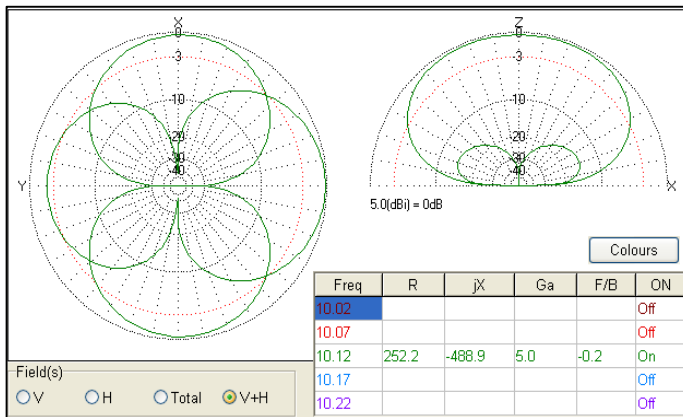 X
0
-3
-10
-20
-30
-40
Y
Z
0
-3
-10
-20
-30
-40
X
5.0(dBi) = 0dB
Colours
Freq R jX Ga F/B ON
10.02 Off
10.07 Off
10.12 252.2 -488.9 5.0 -0.2 On
10.17 Off
10.22 Off
Field(s)
V H Total V+H